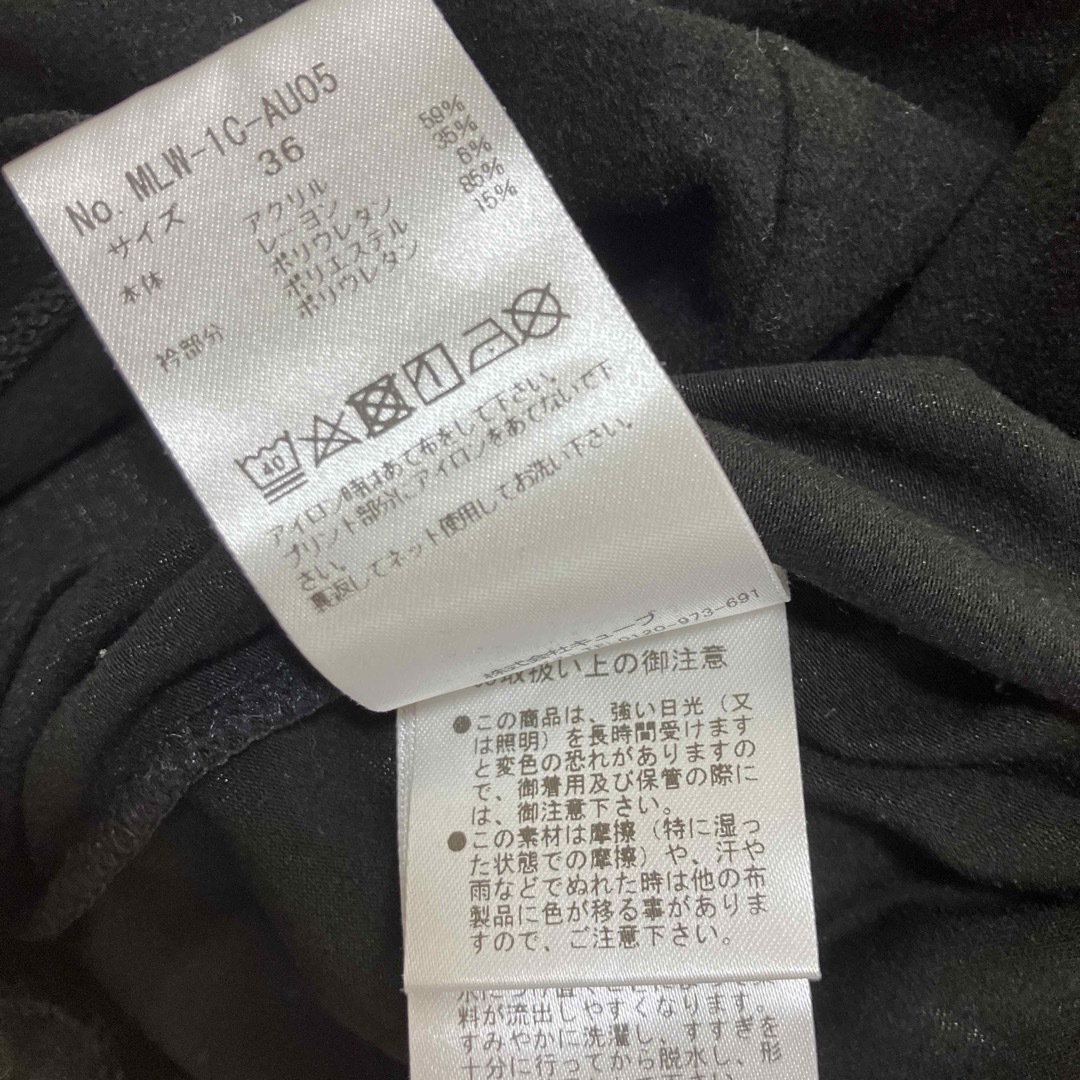 No. MLW-1C-AU05
サイズ 36
本体 アクリル 59%
レーヨン 35%
ポリウレタン 6%
衿部分 ポリエステル 85%
ポリウレタン 15%
40
アイロン時はあて布をして下さい。
プリント部分にアイロンをあてないで下
さい。
裏返してネット使用してお洗い下さい。
株式会社キューブ
0120-973-691
取扱い上の御注意
●この商品は、強い日光(又
は照明)を長時間受けます
と変色の恐れがありますの
で、御着用及び保管の際に
は、御注意下さい。
●この素材は摩擦(特に湿っ
た状態での摩擦)や、汗や
雨などでぬれた時は他の布
製品に色が移る事がありま
すので、ご注意下さい。
料が流出しやすくなります。
すみやかに洗濯し、すすぎを
十分に行ってから脱水し、形